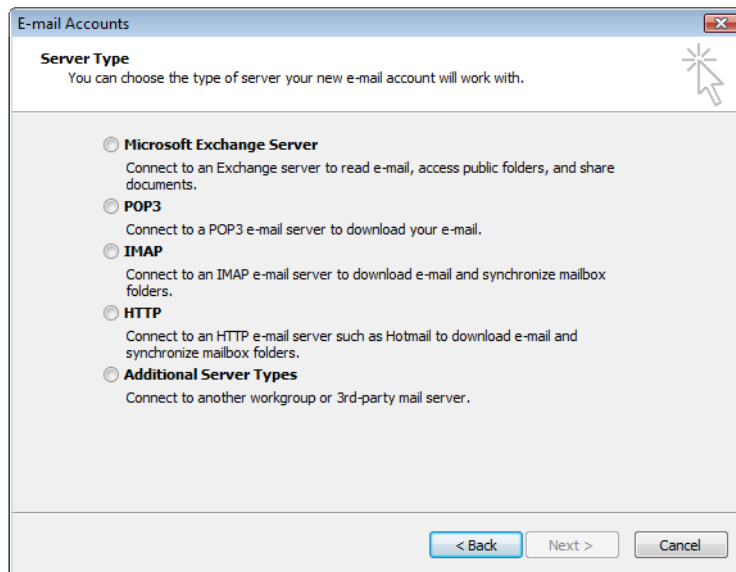 E-mail Accounts
Server Type
You can choose the type of server your new e-mail account will work with.
Microsoft Exchange Server
Connect to an Exchange server to read e-mail, access public folders, and share
documents.
POP3
Connect to a POP3 e-mail server to download your e-mail.
IMAP
Connect to an IMAP e-mail server to download e-mail and synchronize mailbox
folders.
HTTP
Connect to an HTTP e-mail server such as Hotmail to download e-mail and
synchronize mailbox folders.
Additional Server Types
Connect to another workgroup or 3rd-party mail server.
< Back Next > Cancel